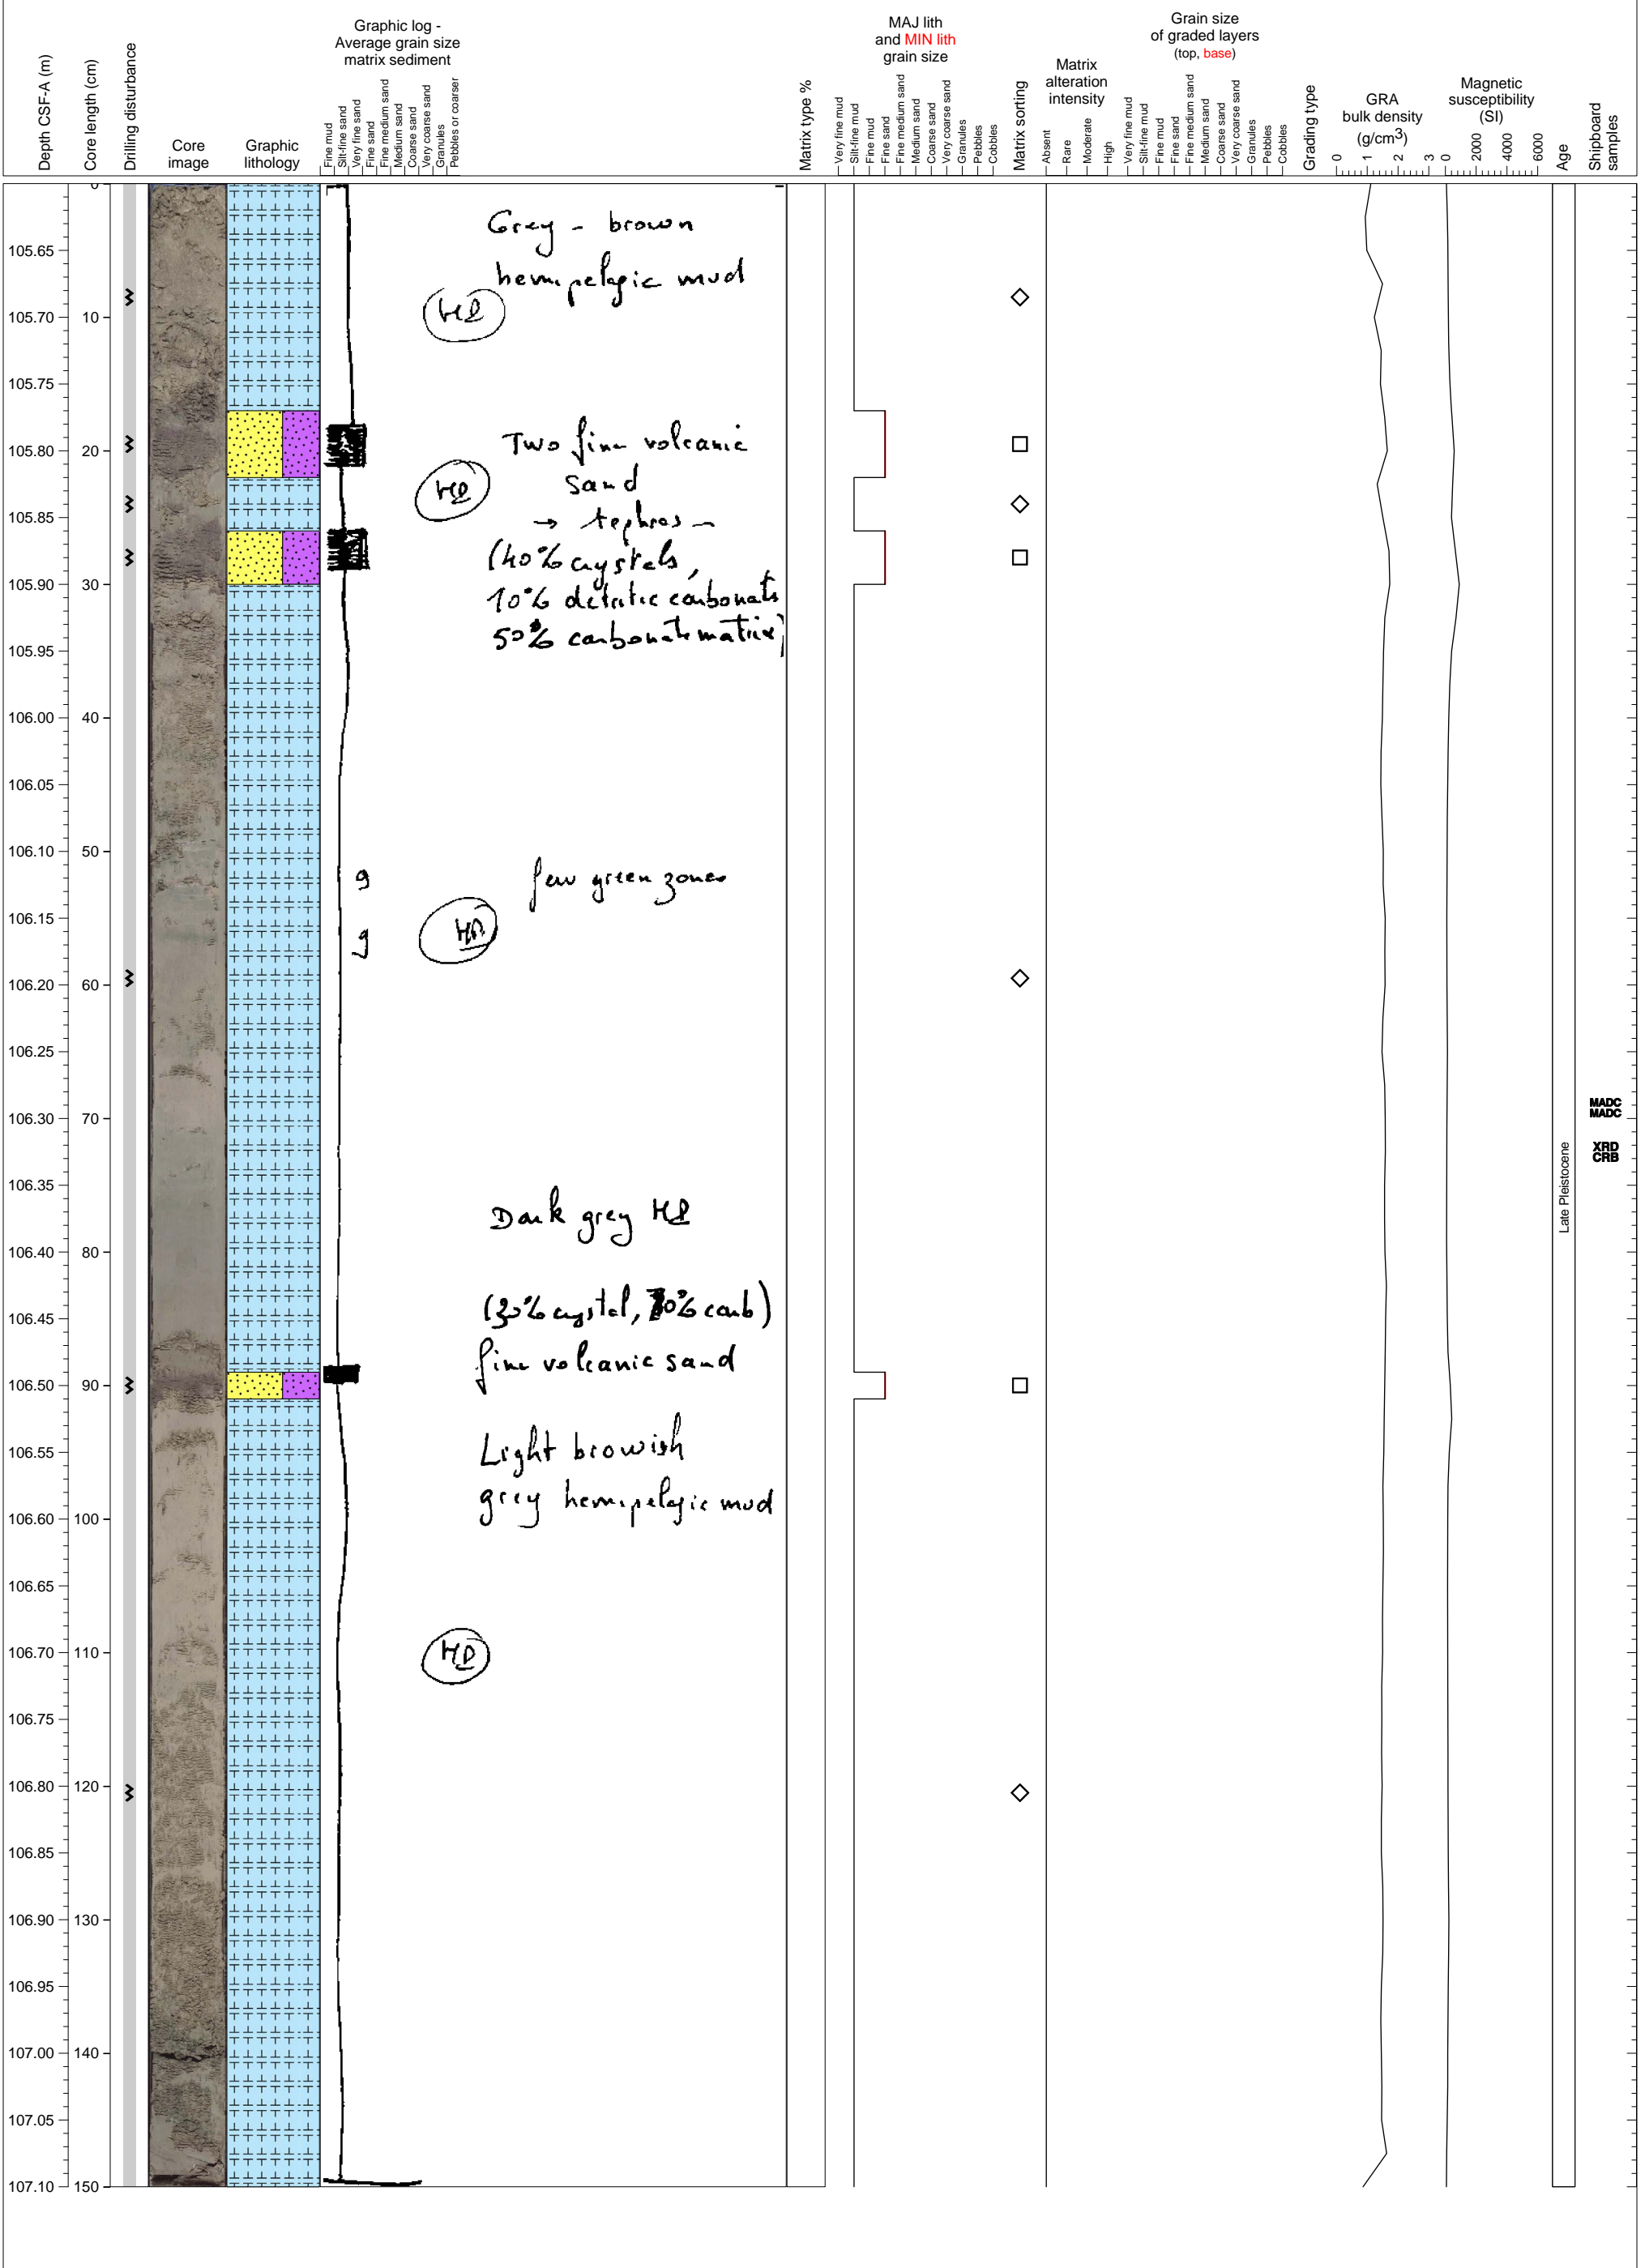 Graphic log -
Average grain size
matrix sediment
MAJ lith
and MIN lith
grain size
Grain size
of graded layers
(top, base)
Depth CSF-A (m)
Core length (cm)
Drilling disturbance
Core
image
Graphic
lithology
Fine mud
Silt-fine sand
Very fine sand
Fine sand
Fine medium sand
Medium sand
Coarse sand
Very coarse sand
Granules
Pebbles or coarser
Matrix type %
Very fine mud
Silt-fine mud
Fine mud
Fine sand
Fine medium sand
Medium sand
Coarse sand
Very coarse sand
Granules
Pebbles
Cobbles
Matrix sorting
Matrix
alteration
intensity
Absent
Rare
Moderate
High
Very fine mud
Silt-fine mud
Fine mud
Fine sand
Fine medium sand
Medium sand
Coarse sand
Very coarse sand
Granules
Pebbles
Cobbles
Grading type
GRA
bulk density
(g/cm3)
0 1 2 3
Magnetic
susceptibility
(SI)
0 2000 4000 6000
Age
Shipboard
samples
0
Grey - brown
105.65
hemipelagic mud
105.70 10
105.75
Two fine volcanic
105.80 20
sand
105.85
→ tephras
(40% crystals,
105.90 30
10% detritic carbonats
50% carbonate matrix)
105.95
106.00 40
106.05
106.10 50
g few green zones
106.15
g
106.20 60
106.25
MADC
106.30 70
MADC
XRD
CRB
106.35
Late Pleistocene
Dark grey HP
106.40 80
106.45
(30% crystal, 70% carb)
fine volcanic sand
106.50 90
106.55
Light browish
grey hemipelagic mud
106.60 100
106.65
106.70 110
HP
106.75
106.80 120
106.85
106.90 130
106.95
107.00 140
107.05
107.10 150